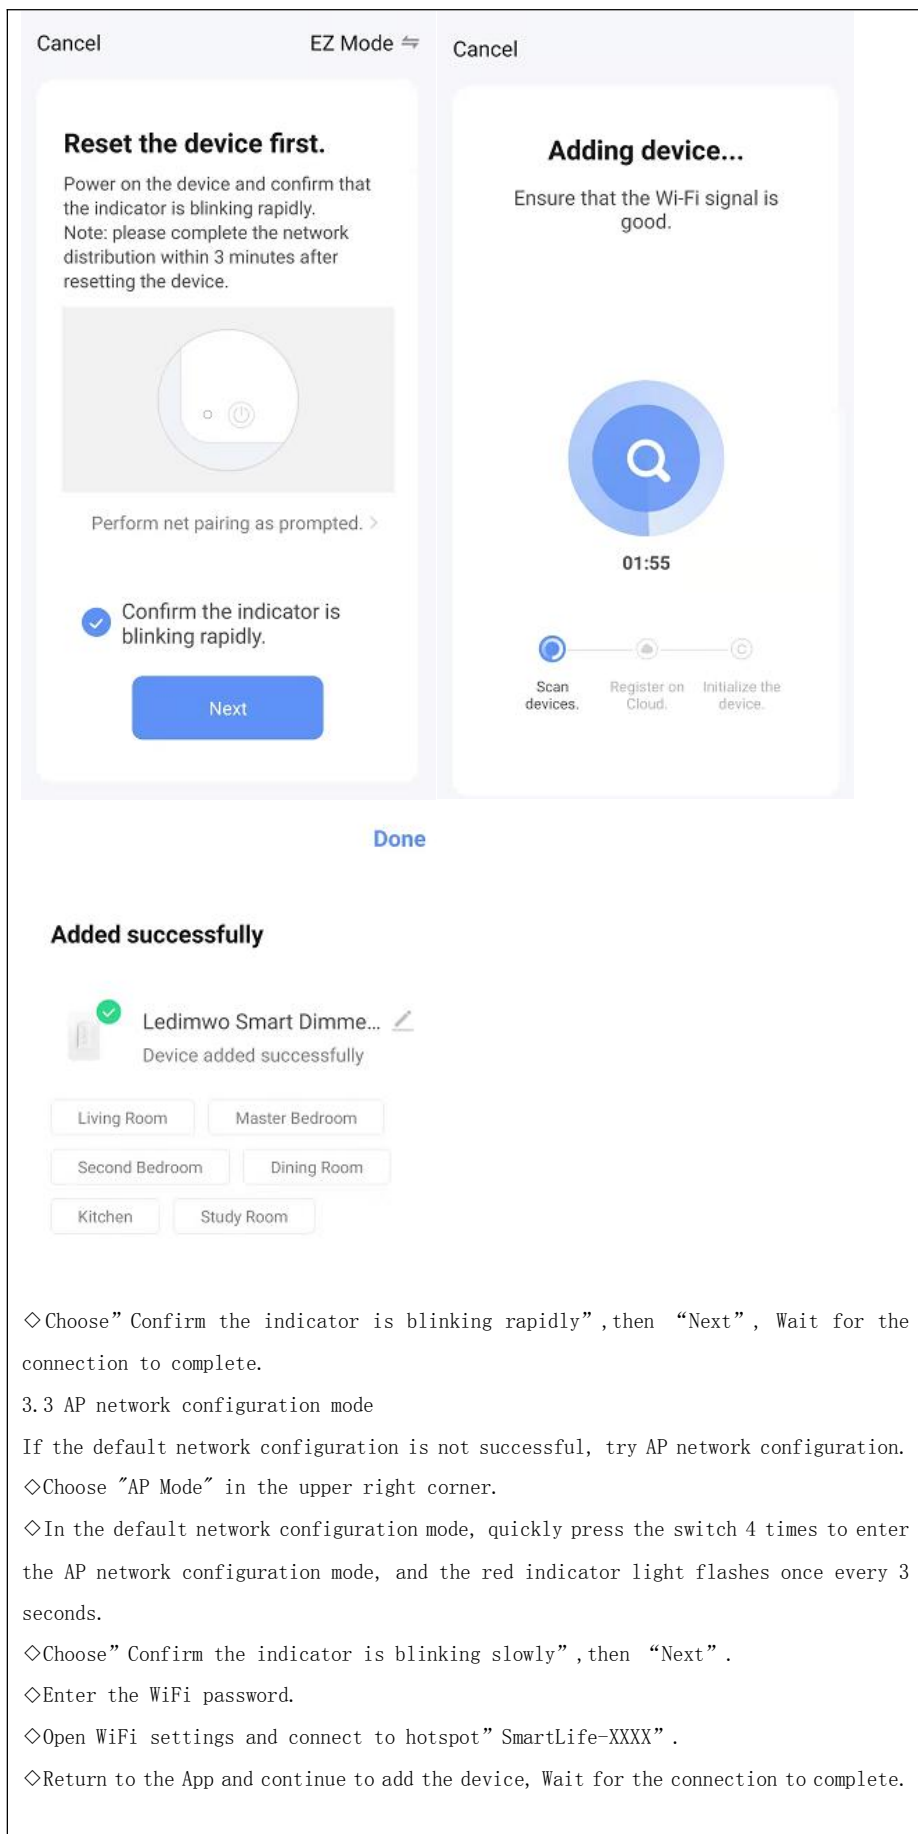 Cancel
EZ Mode ⇋
Reset the device first.
Power on the device and confirm that
the indicator is blinking rapidly.
Note: please complete the network
distribution within 3 minutes after
resetting the device.
Perform net pairing as prompted. >
Confirm the indicator is
blinking rapidly.
Next
Cancel
Adding device...
Ensure that the Wi-Fi signal is
good.
01:55
Scan
devices.
Register on
Cloud.
Initialize the
device.
Done
Added successfully
Ledimwo Smart Dimme...
Device added successfully
Living Room
Master Bedroom
Second Bedroom
Dining Room
Kitchen
Study Room
◇Choose”Confirm the indicator is blinking rapidly”,then “Next”, Wait for the
connection to complete.
3.3 AP network configuration mode
If the default network configuration is not successful, try AP network configuration.
◇Choose "AP Mode" in the upper right corner.
◇In the default network configuration mode, quickly press the switch 4 times to enter
the AP network configuration mode, and the red indicator light flashes once every 3
seconds.
◇Choose”Confirm the indicator is blinking slowly”,then “Next”.
◇Enter the WiFi password.
◇Open WiFi settings and connect to hotspot”SmartLife-XXXX”.
◇Return to the App and continue to add the device, Wait for the connection to complete.